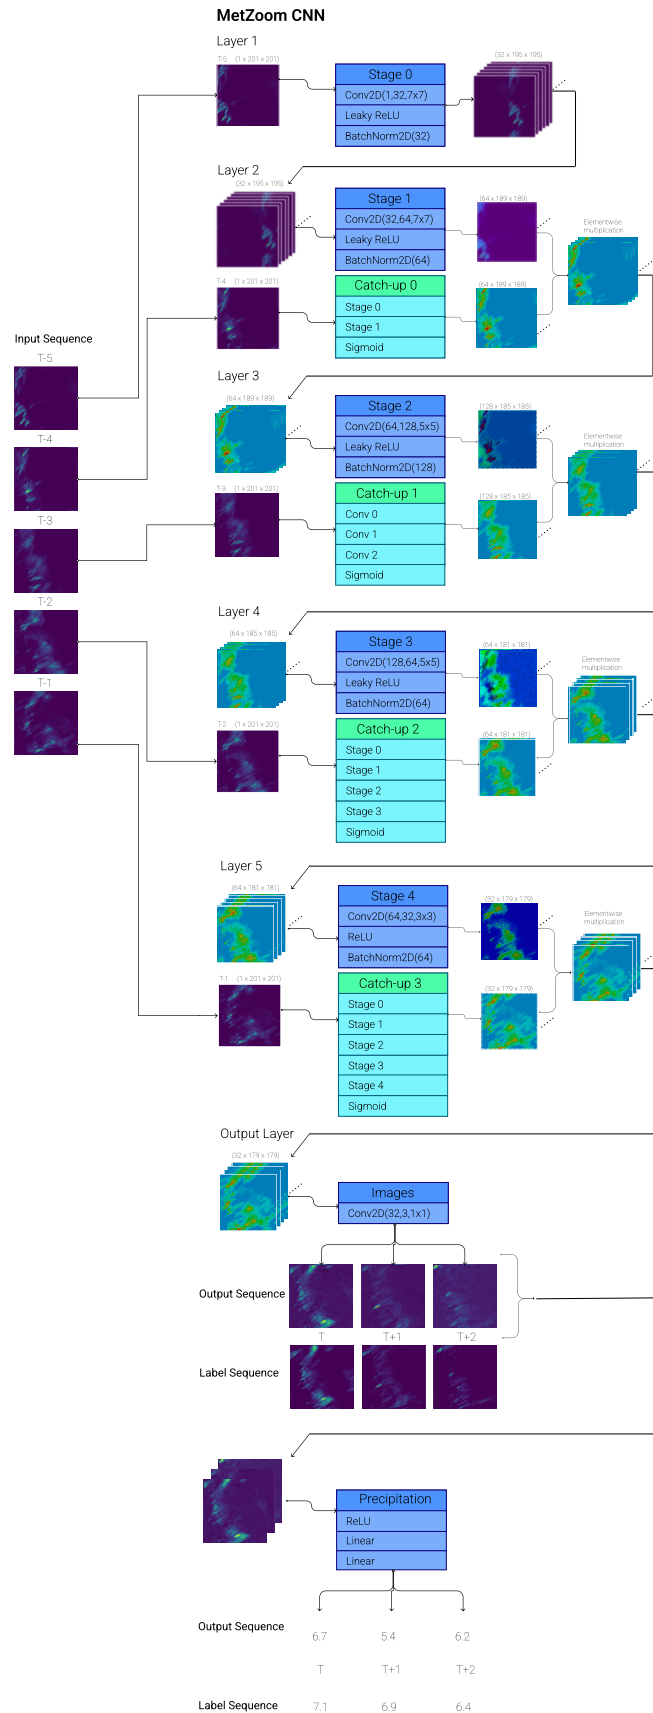 MetZoom CNN
Layer 1
T-5 (1 x 201 x 201)
Stage 0
Conv2D(1,32,7x7)
Leaky ReLU
BatchNorm2D(32)
(32 x 195 x 195)
Layer 2
(32 x 195 x 195)
Stage 1
Conv2D(32,64,7x7)
Leaky ReLU
BatchNorm2D(64)
(64 x 189 x 189)
Elementwise
multiplication
T-4 (1 x 201 x 201)
Catch-up 0
Stage 0
Stage 1
Sigmoid
(64 x 189 x 189)
Input Sequence
T-5
T-4
T-3
T-2
T-1
Layer 3
(64 x 189 x 189)
Stage 2
Conv2D(64,128,5x5)
Leaky ReLU
BatchNorm2D(128)
(128 x 185 x 185)
Elementwise
multiplication
T-3 (1 x 201 x 201)
Catch-up 1
Conv 0
Conv 1
Conv 2
Sigmoid
(128 x 185 x 185)
Layer 4
(64 x 185 x 185)
Stage 3
Conv2D(128,64,5x5)
Leaky ReLU
BatchNorm2D(64)
(64 x 181 x 181)
Elementwise
multiplication
T-2 (1 x 201 x 201)
Catch-up 2
Stage 0
Stage 1
Stage 2
Stage 3
Sigmoid
(64 x 181 x 181)
Layer 5
(64 x 181 x 181)
Stage 4
Conv2D(64,32,3x3)
ReLU
BatchNorm2D(64)
(32 x 179 x 179)
Elementwise
multiplication
T-1 (1 x 201 x 201)
Catch-up 3
Stage 0
Stage 1
Stage 2
Stage 3
Stage 4
Sigmoid
(32 x 179 x 179)
Output Layer
(32 x 179 x 179)
Images
Conv2D(32,3,1x1)
Output Sequence
T T+1 T+2
Label Sequence
Precipitation
ReLU
Linear
Linear
Output Sequence
6.7 5.4 6.2
T T+1 T+2
Label Sequence
7.1 6.9 6.4